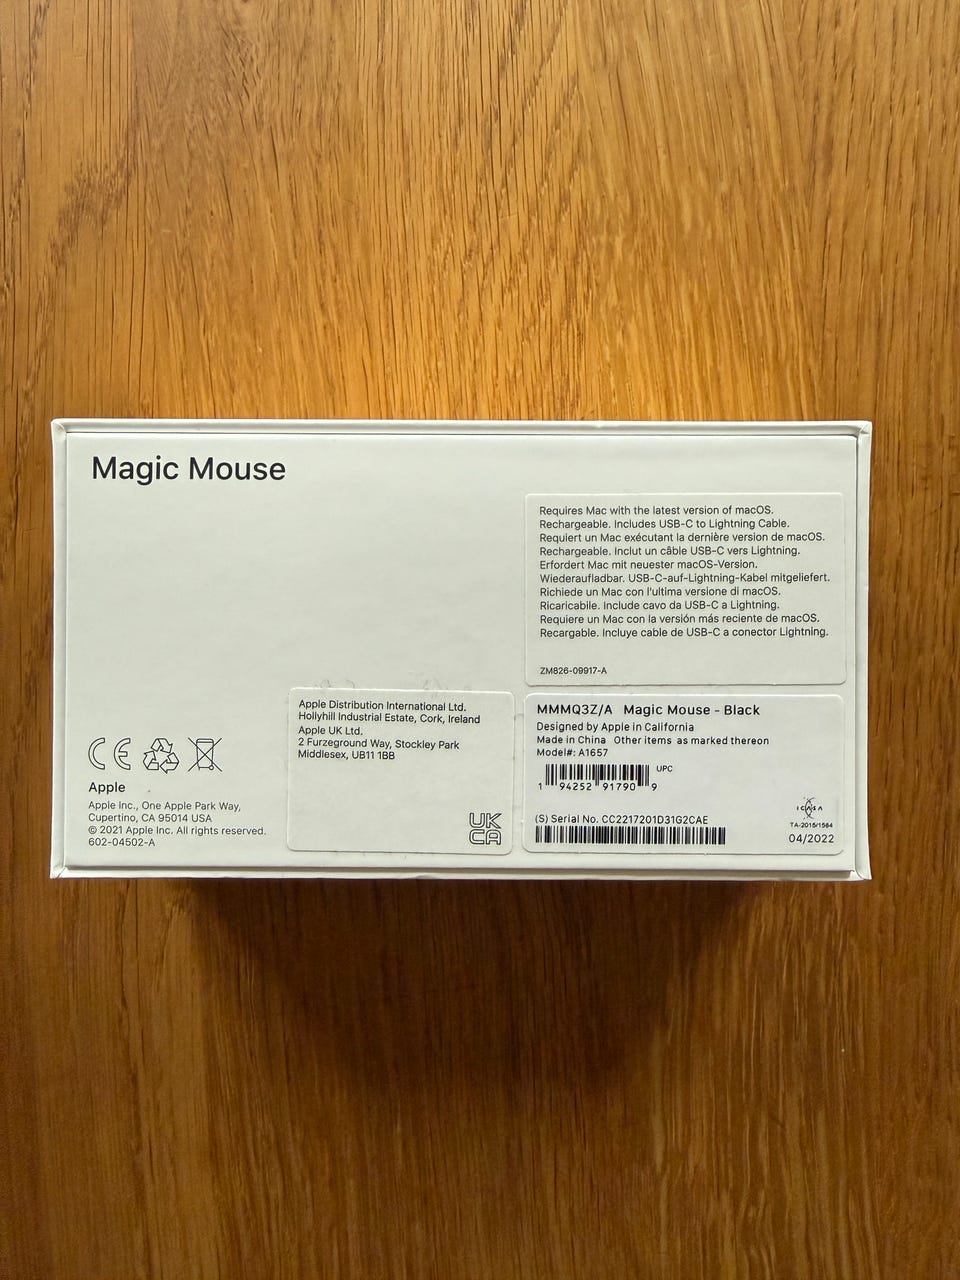 Magic Mouse
Requires Mac with the latest version of macOS.
Rechargeable. Includes USB-C to Lightning Cable.
Requiert un Mac exécutant la dernière version de macOS.
Rechargeable. Inclut un câble USB-C vers Lightning.
Erfordert Mac mit neuester macOS-Version.
Wiederaufladbar. USB-C-auf-Lightning-Kabel mitgeliefert.
Richiede un Mac con l'ultima versione di macOS.
Ricaricabile. Include cavo da USB-C a Lightning.
Requiere un Mac con la versión más reciente de macOS.
Recargable. Incluye cable de USB-C a conector Lightning.
ZM826-09917-A
CE
Apple
Apple Inc., One Apple Park Way,
Cupertino, CA 95014 USA
© 2021 Apple Inc. All rights reserved.
602-04502-A
Apple Distribution International Ltd.
Hollyhill Industrial Estate, Cork, Ireland
Apple UK Ltd.
2 Furzeground Way, Stockley Park
Middlesex, UB11 1BB
UK
CA
MMMQ3Z/A Magic Mouse - Black
Designed by Apple in California
Made in China Other items as marked thereon
Model#: A1657
UPC
1 94252 91790 9
(S) Serial No. CC2217201D31G2CAE
ICASA
TA-2015/1564
04/2022